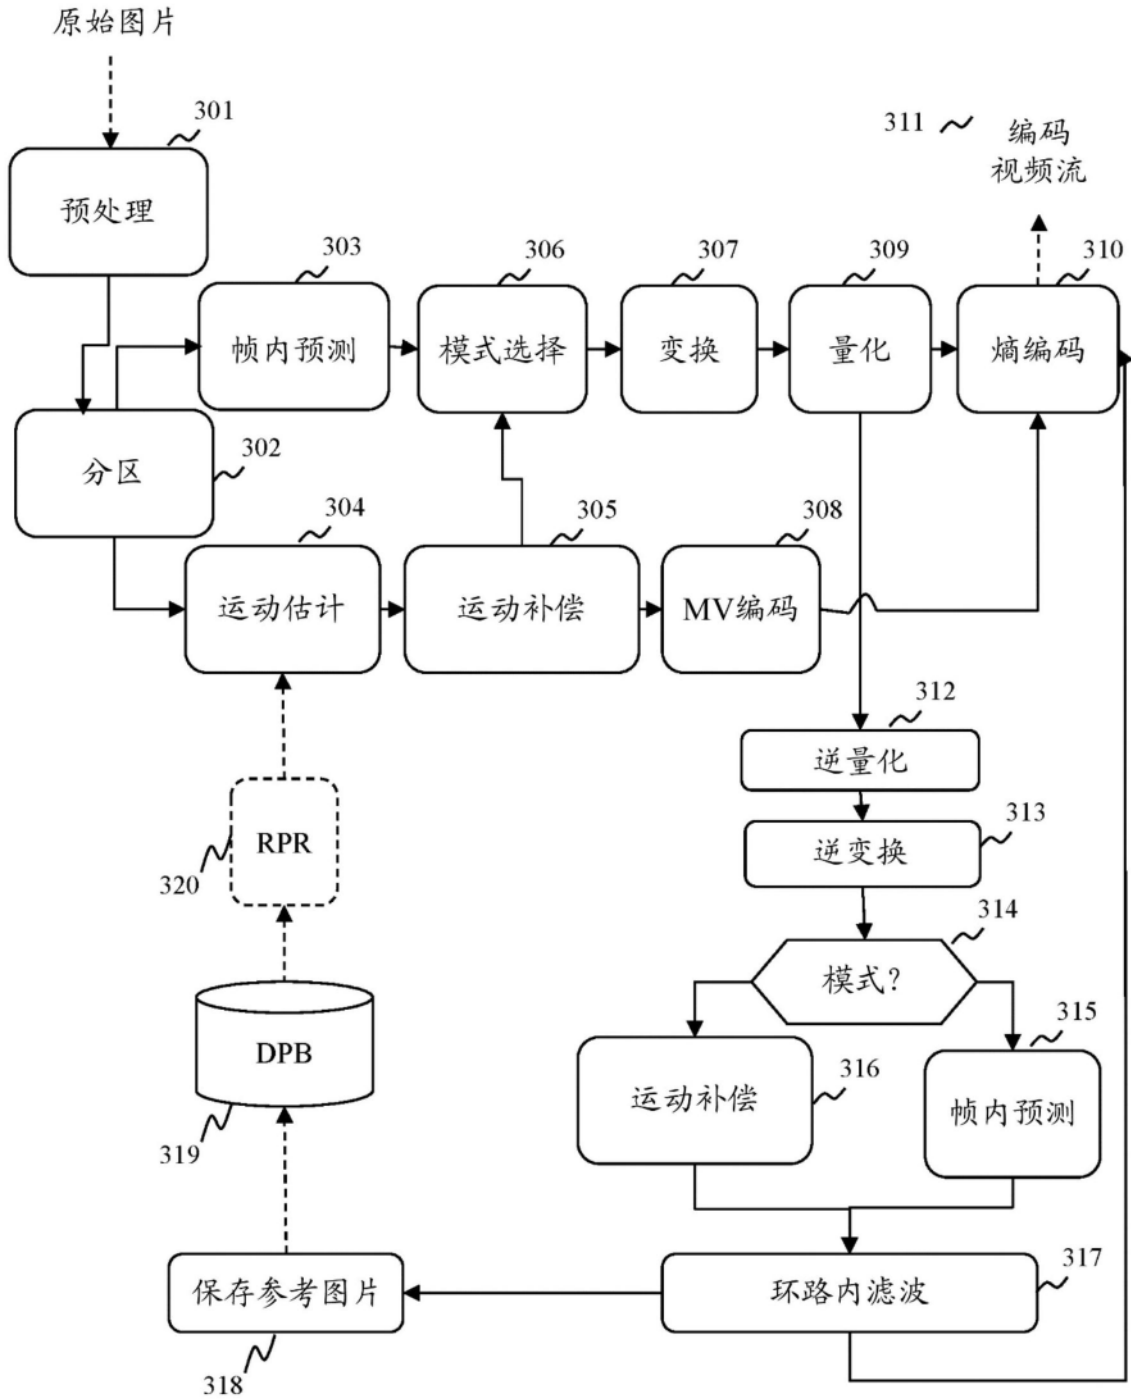 原始图片
301
预处理
311
编码
视频流
303
帧内预测
306
模式选择
307
变换
309
量化
310
熵编码
302
分区
304
运动估计
305
运动补偿
308
MV编码
312
逆量化
313
逆变换
RPR
320
314
模式?
315
帧内预测
316
运动补偿
DPB
319
317
环路内滤波
保存参考图片
318